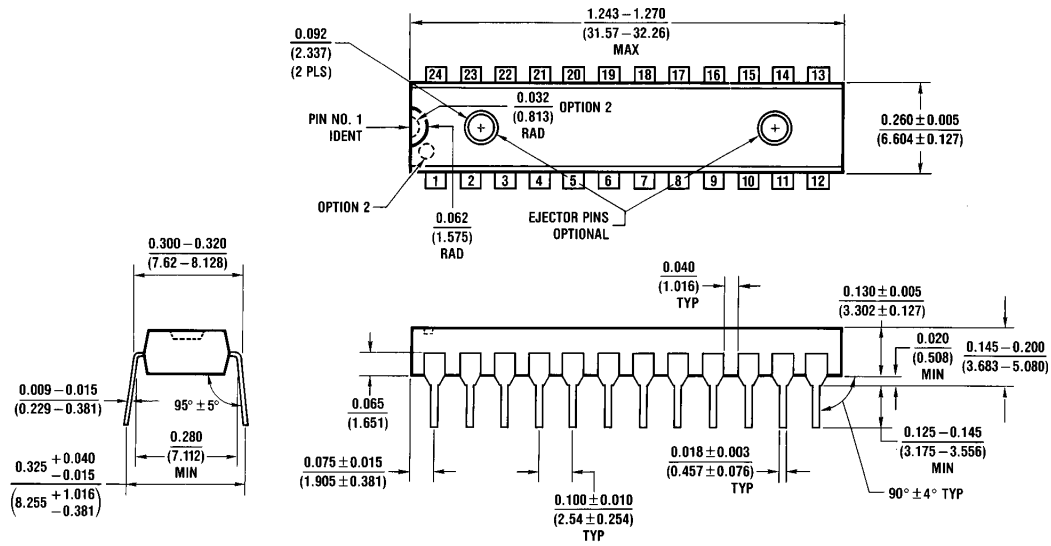 1.243 – 1.270
(31.57 – 32.26)
MAX
0.092
(2.337)
(2 PLS)
24 23 22 21 20 19 18 17 16 15 14 13
0.032
(0.813)
RAD
OPTION 2
PIN NO. 1
IDENT
0.260 ± 0.005
(6.604 ± 0.127)
1 2 3 4 5 6 7 8 9 10 11 12
OPTION 2
0.062
(1.575)
RAD
EJECTOR PINS
OPTIONAL
0.300 – 0.320
(7.62 – 8.128)
0.040
(1.016)
TYP
0.130 ± 0.005
(3.302 ± 0.127)
0.020
(0.508)
MIN
0.145 – 0.200
(3.683 – 5.080)
0.009 – 0.015
(0.229 – 0.381)
95° ± 5°
0.280
(7.112)
MIN
0.325 +0.040
−0.015
(8.255 +1.016
−0.381)
0.065
(1.651)
0.075 ± 0.015
(1.905 ± 0.381)
0.100 ± 0.010
(2.54 ± 0.254)
TYP
0.018 ± 0.003
(0.457 ± 0.076)
TYP
0.125 – 0.145
(3.175 – 3.556)
MIN
90° ± 4° TYP